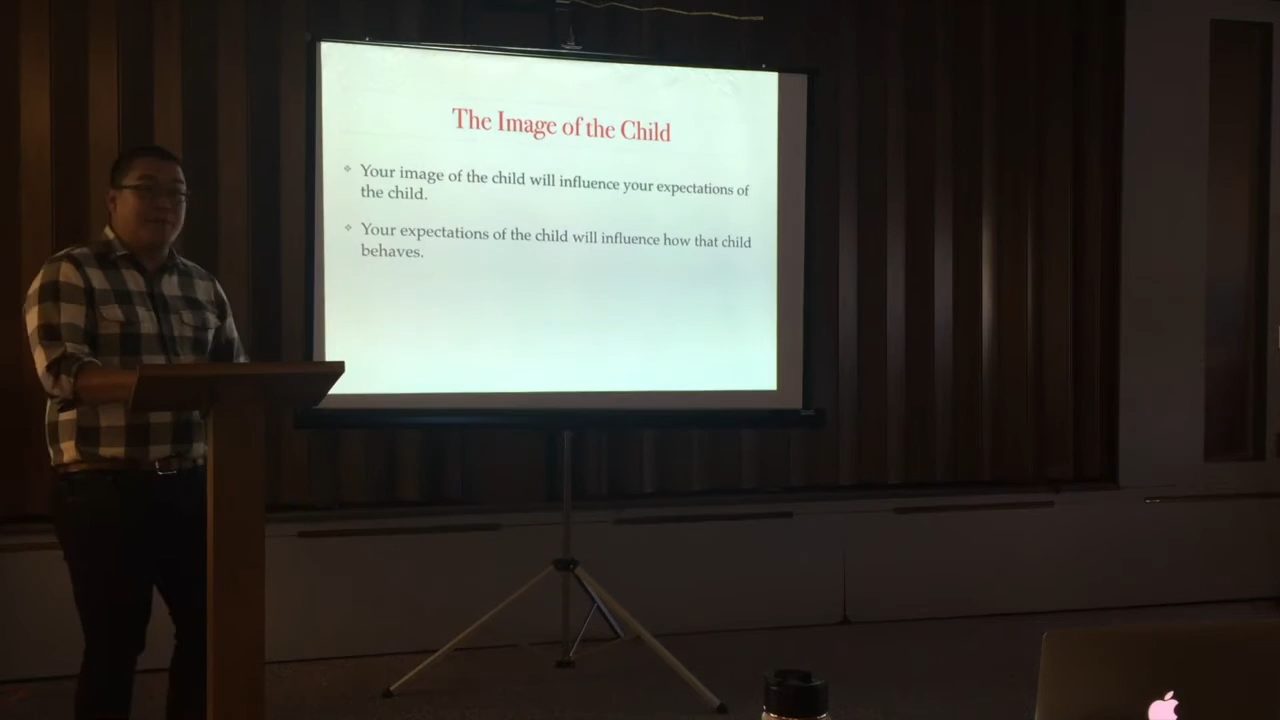 The Image of the Child
Your image of the child will influence your expectations of
the child.
Your expectations of the child will influence how that child
behaves.